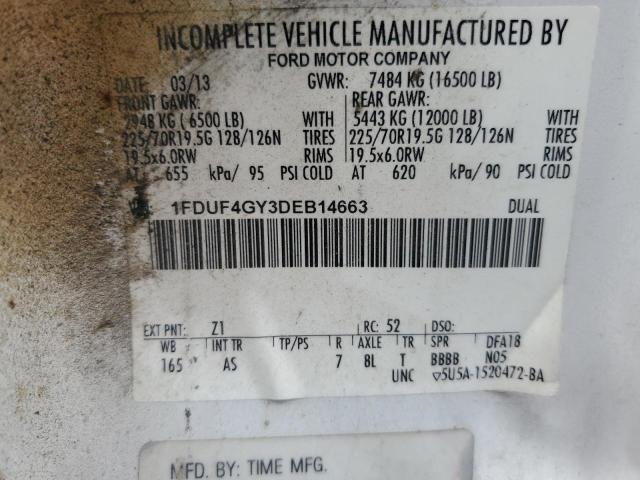 INCOMPLETE VEHICLE MANUFACTURED BY
FORD MOTOR COMPANY
DATE 03/13 GVWR: 7484 KG (16500 LB)
FRONT GAWR: REAR GAWR:
2948 KG ( 6500 LB) WITH 5443 KG (12000 LB) WITH
225/70R19.5G 128/126N TIRES 225/70R19.5G 128/126N TIRES
19.5x6.0RW RIMS 19.5x6.0RW RIMS
AT 655 kPa/ 95 PSI COLD AT 620 kPa/ 90 PSI COLD
1FDUF4GY3DEB14663 DUAL
EXT PNT: Z1 RC: 52 DSO:
WB INT TR TP/PS R AXLE TR SPR DFA18
165 AS 7 8L T BBBB N05
UNC ▽5U5A-1520472-BA
MFD. BY: TIME MFG.